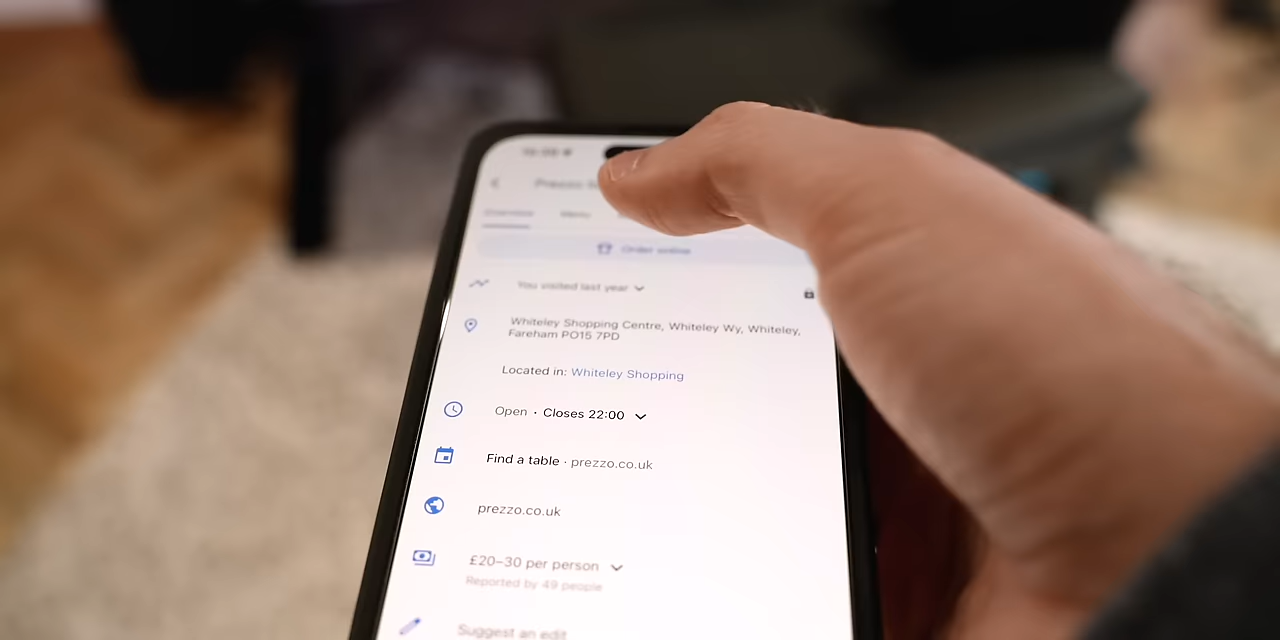 Prezzo
Overview
Menu
Order online
You visited last year
Whiteley Shopping Centre, Whiteley Wy, Whiteley,
Fareham PO15 7PD
Located in: Whiteley Shopping
Open · Closes 22:00
Find a table · prezzo.co.uk
prezzo.co.uk
£20–30 per person
Reported by 49 people
Suggest an edit